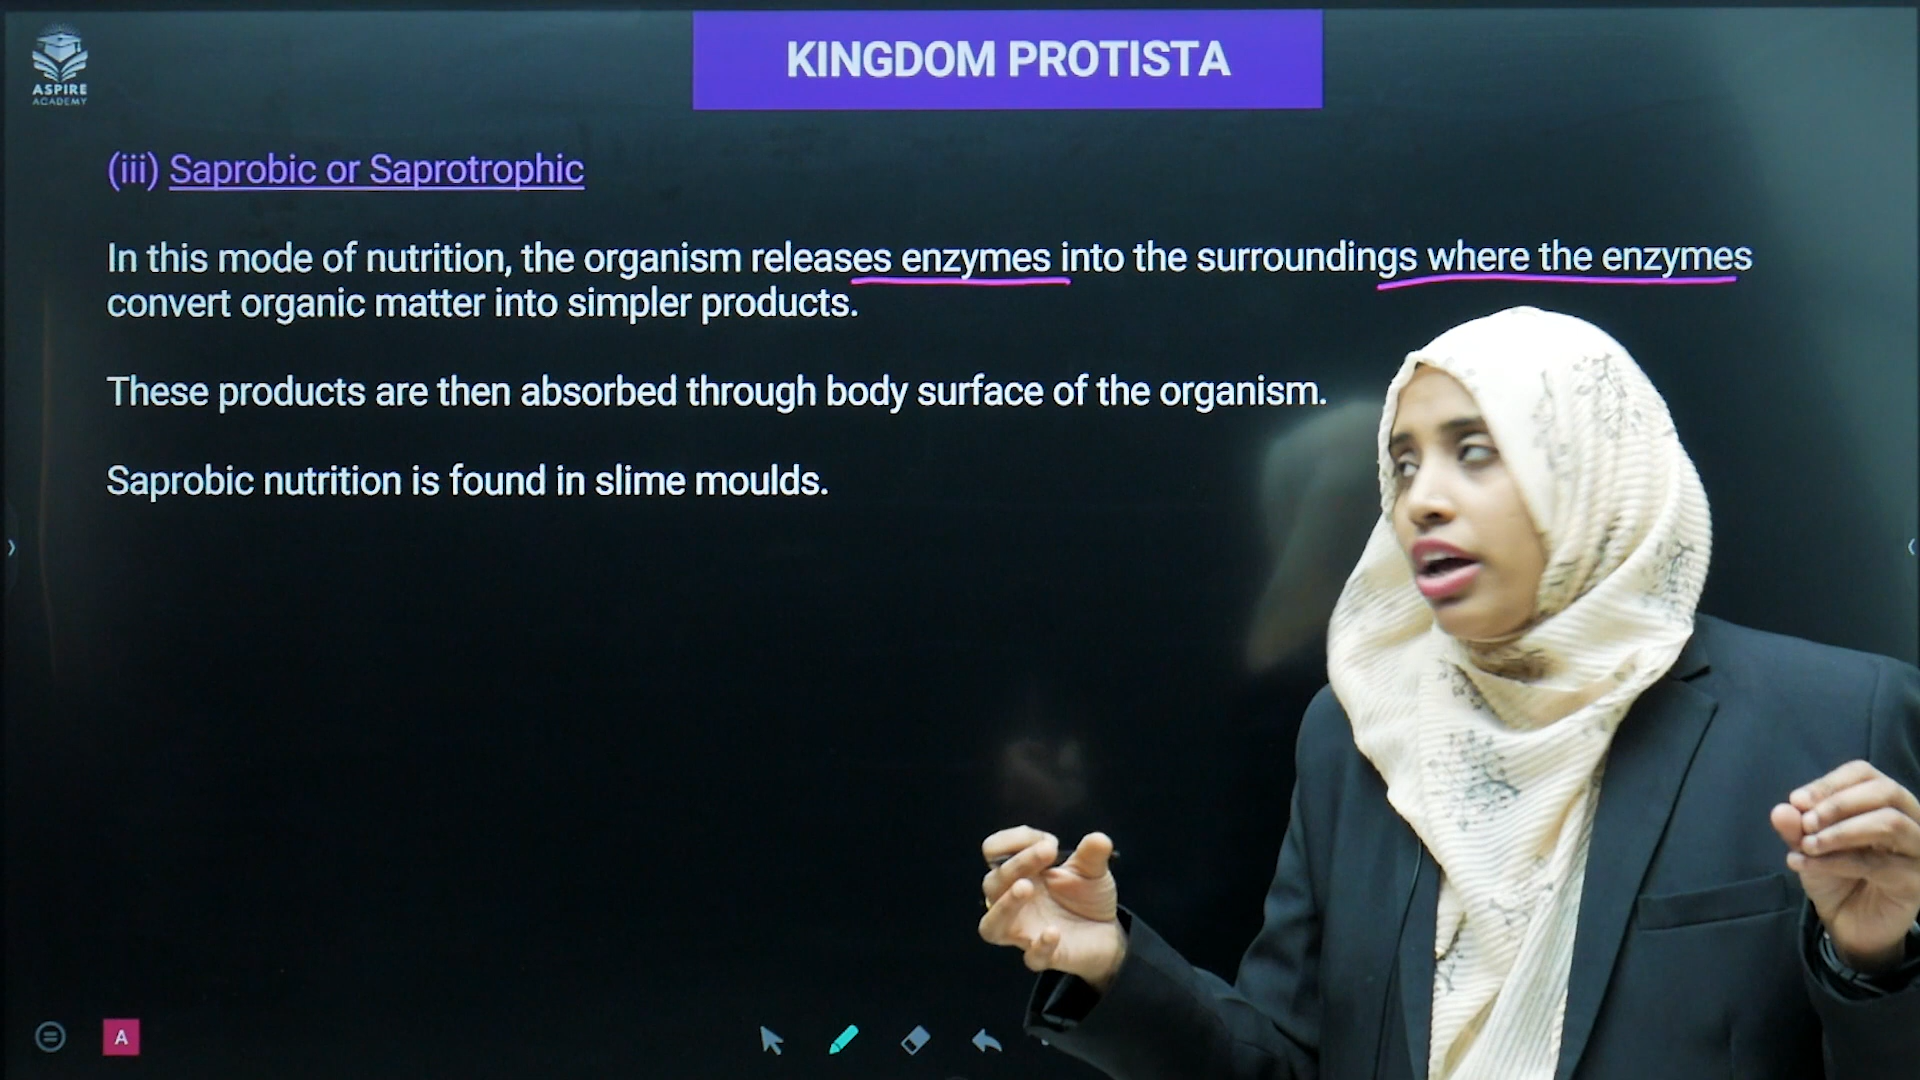 ASPIRE
ACADEMY
KINGDOM PROTISTA
(iii) Saprobic or Saprotrophic
In this mode of nutrition, the organism releases enzymes into the surroundings where the enzymes
convert organic matter into simpler products.
These products are then absorbed through body surface of the organism.
Saprobic nutrition is found in slime moulds.
A